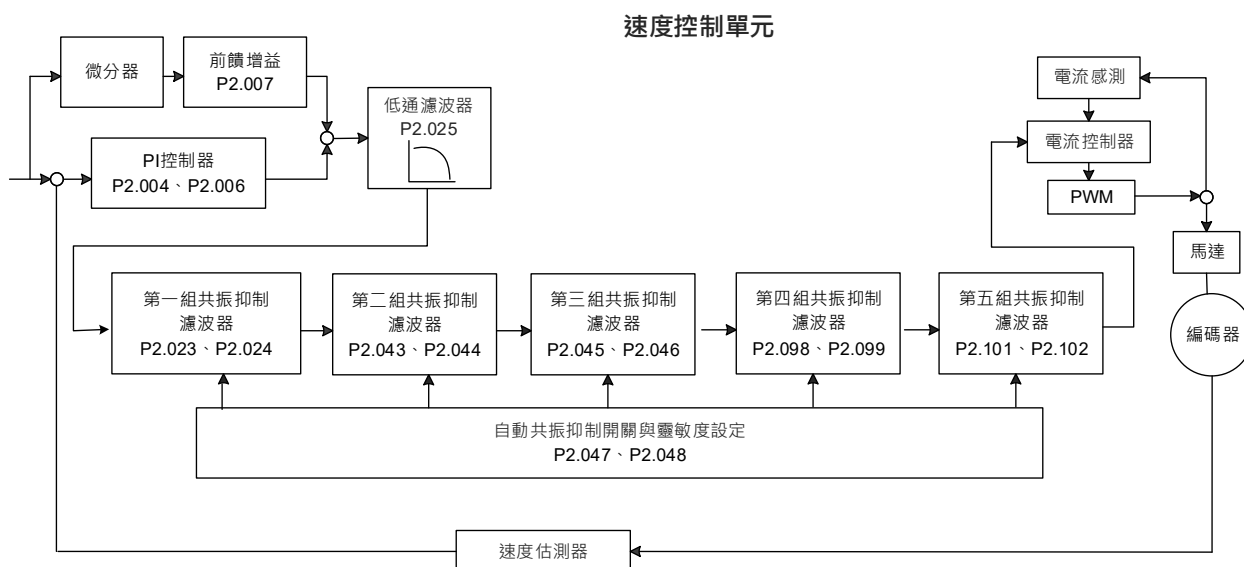 速度控制單元
微分器
前饋增益
P2.007
低通濾波器
P2.025
PI控制器
P2.004、P2.006
電流感測
電流控制器
PWM
馬達
編碼器
第一組共振抑制
濾波器
P2.023、P2.024
第二組共振抑制
濾波器
P2.043、P2.044
第三組共振抑制
濾波器
P2.045、P2.046
第四組共振抑制
濾波器
P2.098、P2.099
第五組共振抑制
濾波器
P2.101、P2.102
自動共振抑制開關與靈敏度設定
P2.047、P2.048
速度估測器